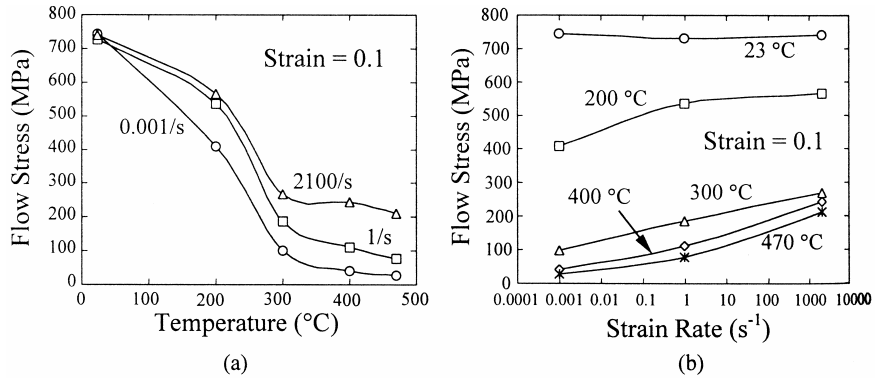 800
700
600
500
400
300
200
100
0
Flow Stress (MPa)
Strain = 0.1
0.001/s
2100/s
1/s
0 100 200 300 400 500
Temperature (°C)
(a)
800
700
600
500
400
300
200
100
0
Flow Stress (MPa)
23 °C
200 °C
Strain = 0.1
400 °C
300 °C
470 °C
0.0001 0.001 0.01 0.1 1 10 100 1000 10000
Strain Rate (s⁻¹)
(b)